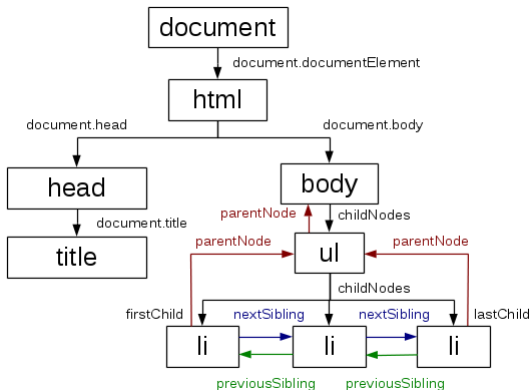 document
document.documentElement
html
document.head
document.body
head
body
document.title
parentNode
childNodes
title
parentNode
ul
parentNode
childNodes
firstChild
nextSibling
nextSibling
lastChild
li
li
li
previousSibling
previousSibling